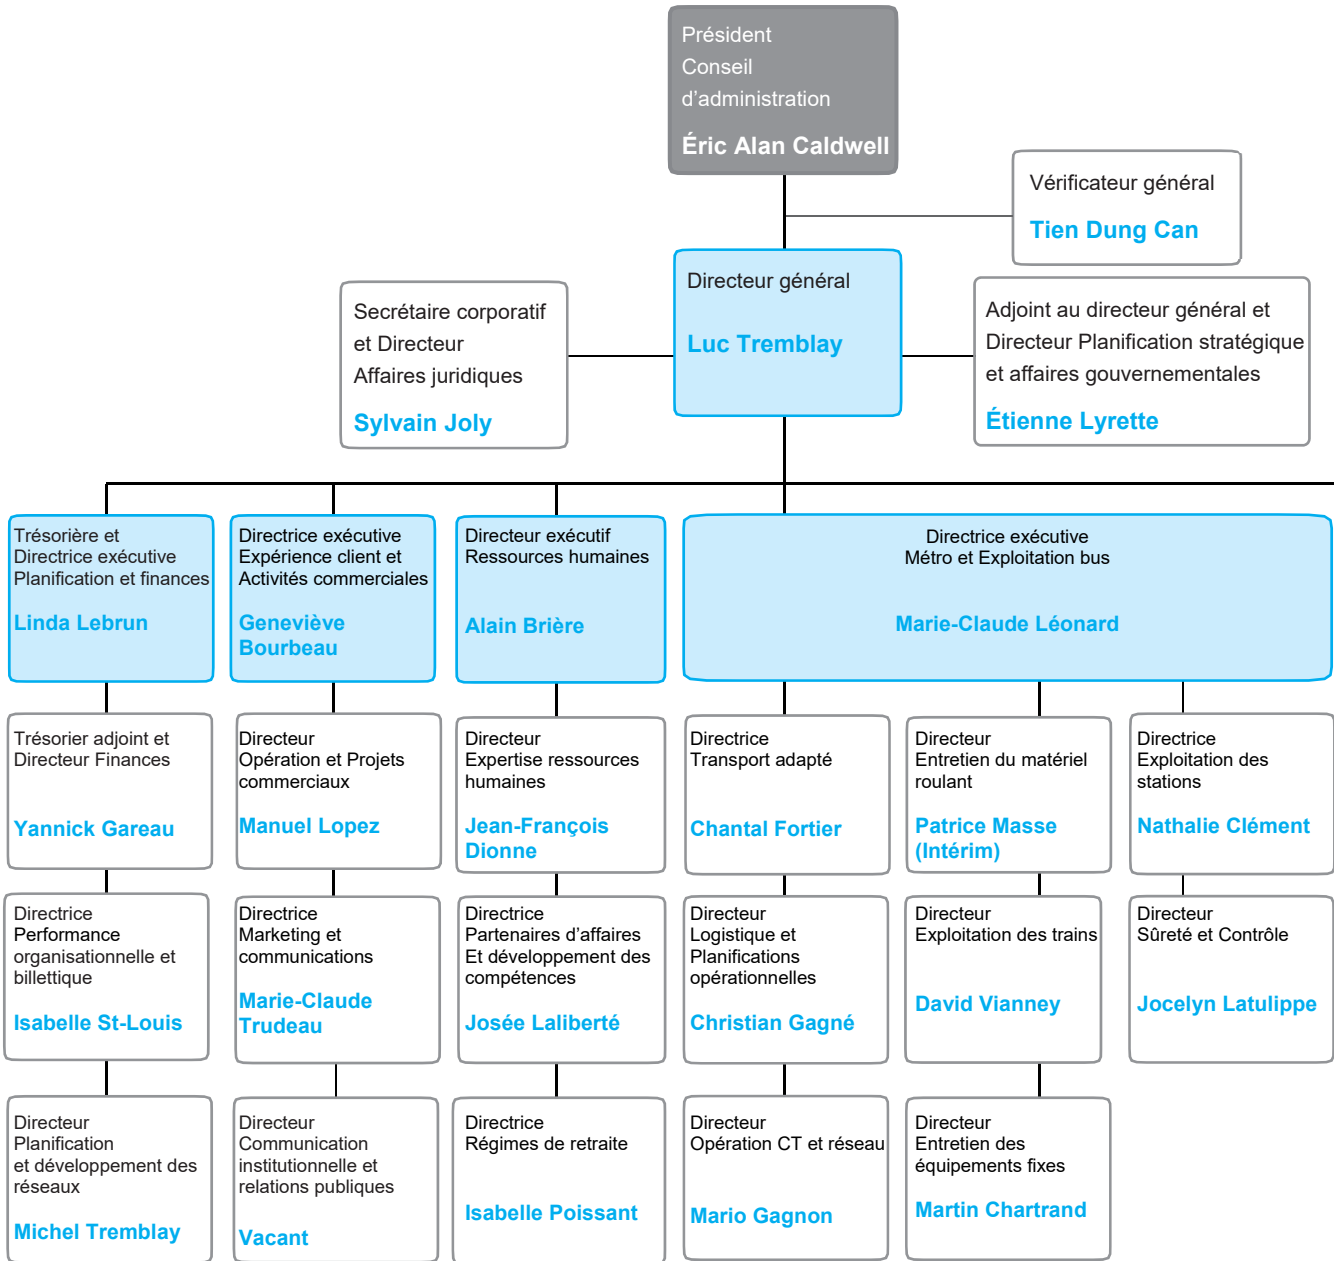 Président
Conseil
d’administration
Éric Alan Caldwell
Vérificateur général
Tien Dung Can
Directeur général
Luc Tremblay
Secrétaire corporatif
et Directeur
Affaires juridiques
Sylvain Joly
Adjoint au directeur général et
Directeur Planification stratégique
et affaires gouvernementales
Étienne Lyrette
Trésorière et
Directrice exécutive
Planification et finances
Linda Lebrun
Directrice exécutive
Expérience client et
Activités commerciales
Geneviève
Bourbeau
Directeur exécutif
Ressources humaines
Alain Brière
Directrice exécutive
Métro et Exploitation bus
Marie-Claude Léonard
Trésorier adjoint et
Directeur Finances
Yannick Gareau
Directeur
Opération et Projets
commerciaux
Manuel Lopez
Directeur
Expertise ressources
humaines
Jean-François
Dionne
Directrice
Transport adapté
Chantal Fortier
Directeur
Entretien du matériel
roulant
Patrice Masse
(Intérim)
Directrice
Exploitation des
stations
Nathalie Clément
Directrice
Performance
organisationnelle et
billettique
Isabelle St-Louis
Directrice
Marketing et
communications
Marie-Claude
Trudeau
Directrice
Partenaires d’affaires
Et développement des
compétences
Josée Laliberté
Directeur
Logistique et
Planifications
opérationnelles
Christian Gagné
Directeur
Exploitation des trains
David Vianney
Directeur
Sûreté et Contrôle
Jocelyn Latulippe
Directeur
Planification
et développement des
réseaux
Michel Tremblay
Directeur
Communication
institutionnelle et
relations publiques
Vacant
Directrice
Régimes de retraite
Isabelle Poissant
Directeur
Opération CT et réseau
Mario Gagnon
Directeur
Entretien des
équipements fixes
Martin Chartrand